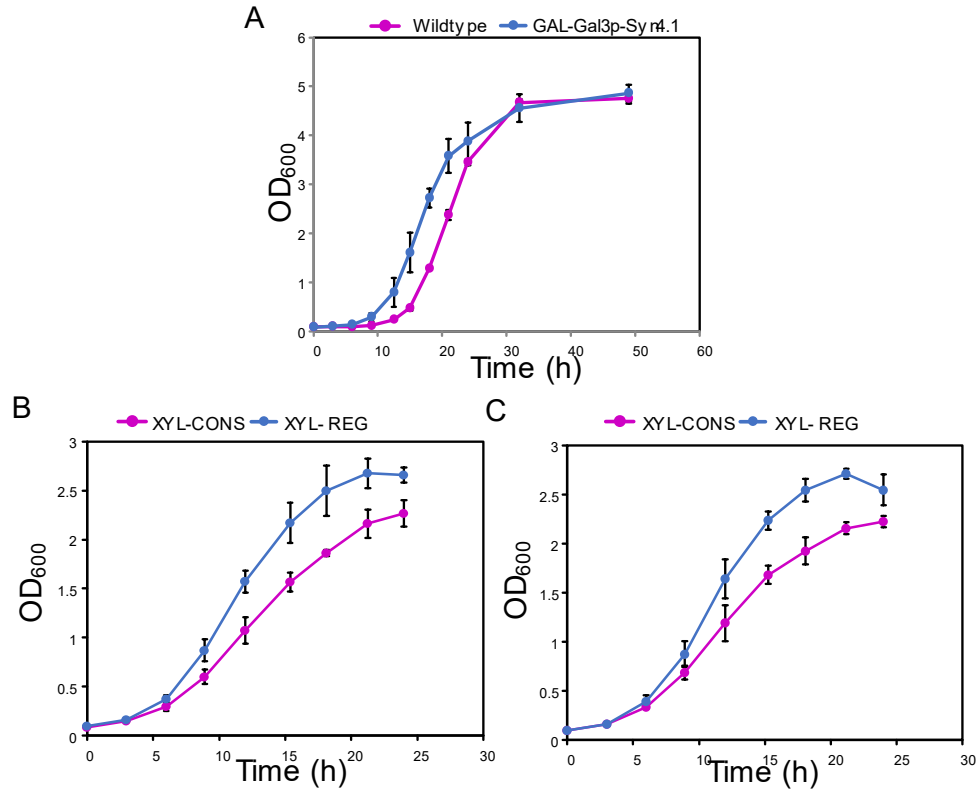 A
Wildtype GAL-Gal3p-Syn4.1
6
5
4
3
2
1
0
OD600
0 10 20 30 40 50 60
Time (h)
B
XYL-CONS XYL- REG
3
2.5
2
1.5
1
0.5
0
OD600
0 5 10 15 20 25 30
Time (h)
C
XYL-CONS XYL- REG
3
2.5
2
1.5
1
0.5
0
OD600
0 5 10 15 20 25 30
Time (h)